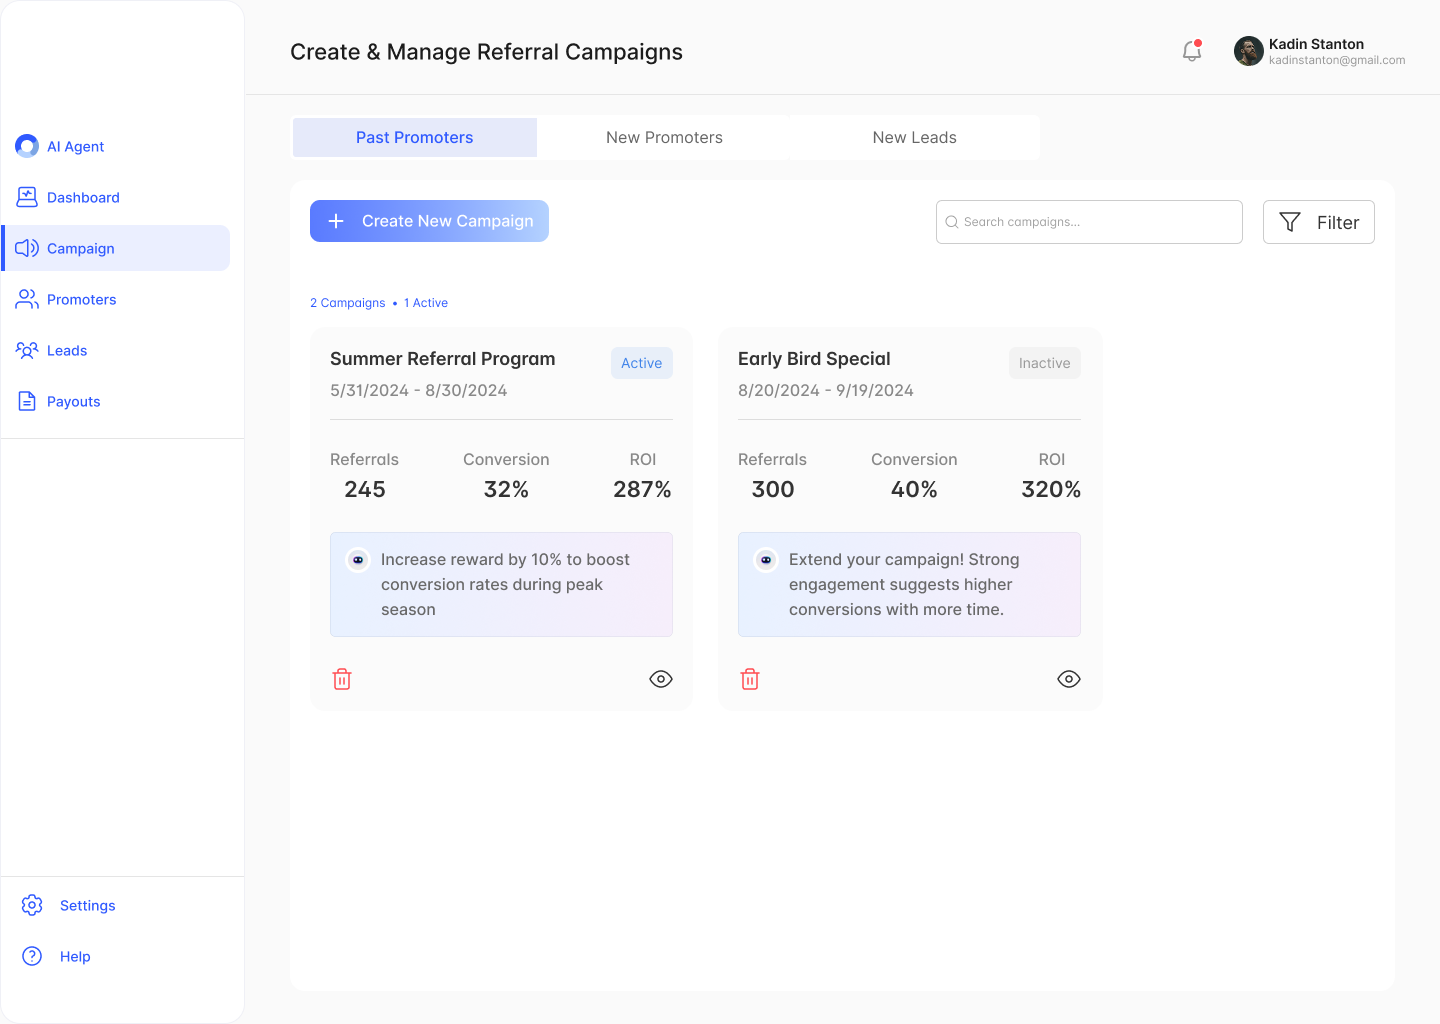 Create & Manage Referral Campaigns
Kadin Stanton
kadinstanton@gmail.com
AI Agent
Dashboard
Campaign
Promoters
Leads
Payouts
Settings
Help
Past Promoters
New Promoters
New Leads
Create New Campaign
Search campaigns...
Filter
2 Campaigns • 1 Active
Summer Referral Program
Active
5/31/2024 - 8/30/2024
Referrals
Conversion
ROI
245
32%
287%
Increase reward by 10% to boost
conversion rates during peak
season
Early Bird Special
Inactive
8/20/2024 - 9/19/2024
Referrals
Conversion
ROI
300
40%
320%
Extend your campaign! Strong
engagement suggests higher
conversions with more time.